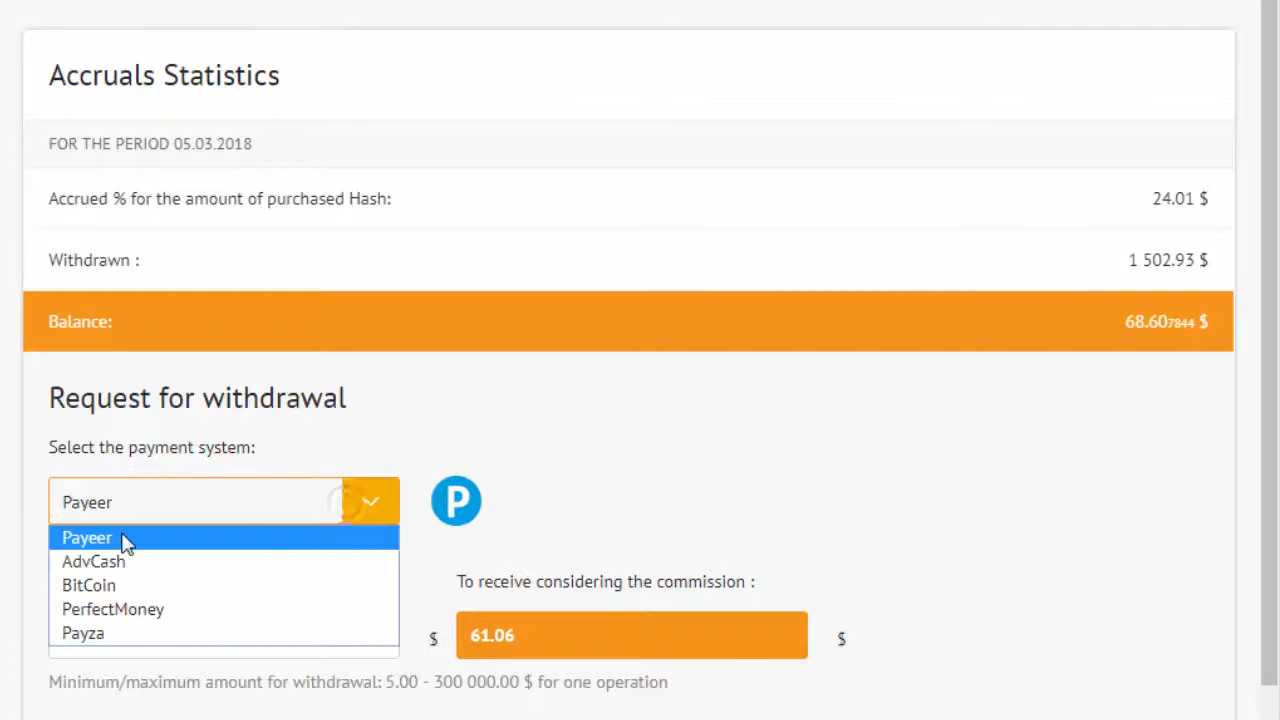 Accruals Statistics
FOR THE PERIOD 05.03.2018
Accrued % for the amount of purchased Hash: 24.01 $
Withdrawn : 1 502.93 $
Balance: 68.607844 $
Request for withdrawal
Select the payment system:
Payeer
P
Payeer
AdvCash
BitCoin
PerfectMoney
Payza
To receive considering the commission :
$ 61.06 $
Minimum/maximum amount for withdrawal: 5.00 - 300 000.00 $ for one operation